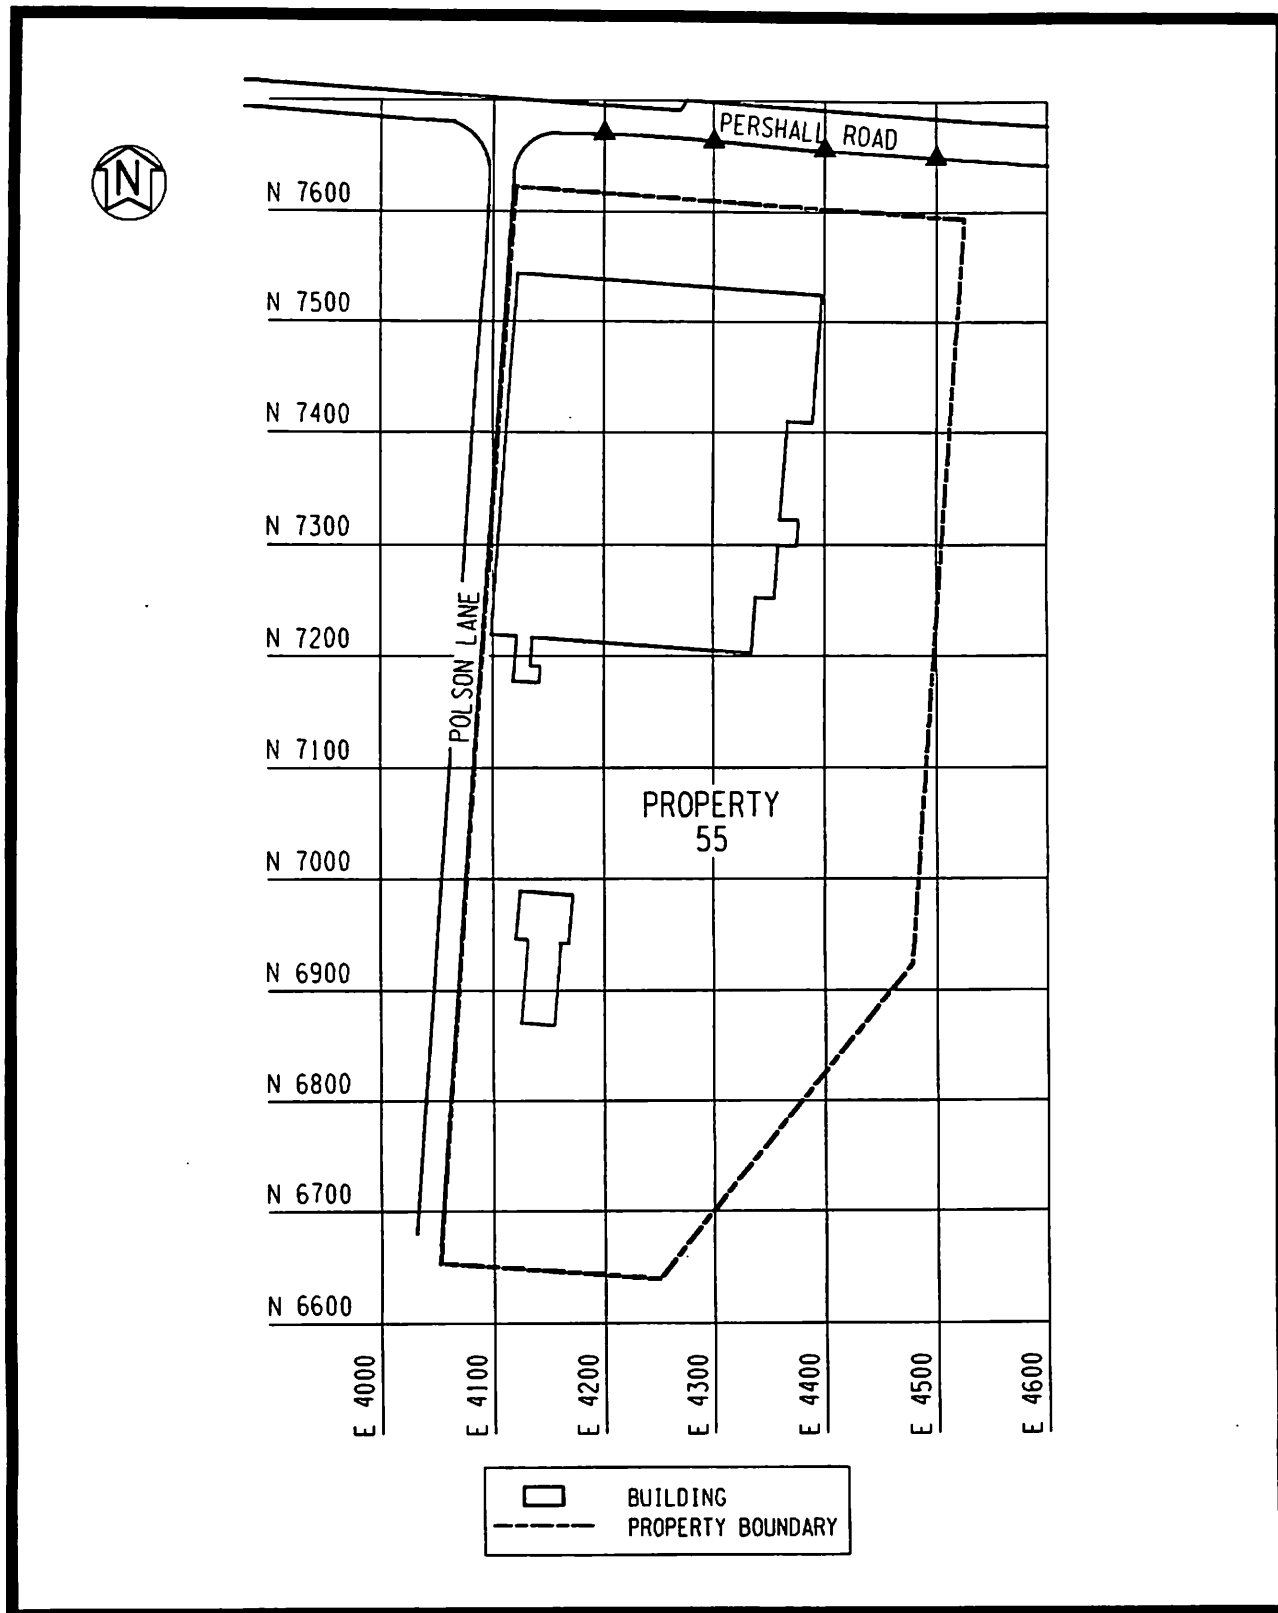 PERSHALL ROAD
N
N 7600
N 7500
N 7400
N 7300
POLSON LANE
N 7200
N 7100
PROPERTY
55
N 7000
N 6900
N 6800
N 6700
N 6600
E 4000
E 4100
E 4200
E 4300
E 4400
E 4500
E 4600
BUILDING
PROPERTY BOUNDARY